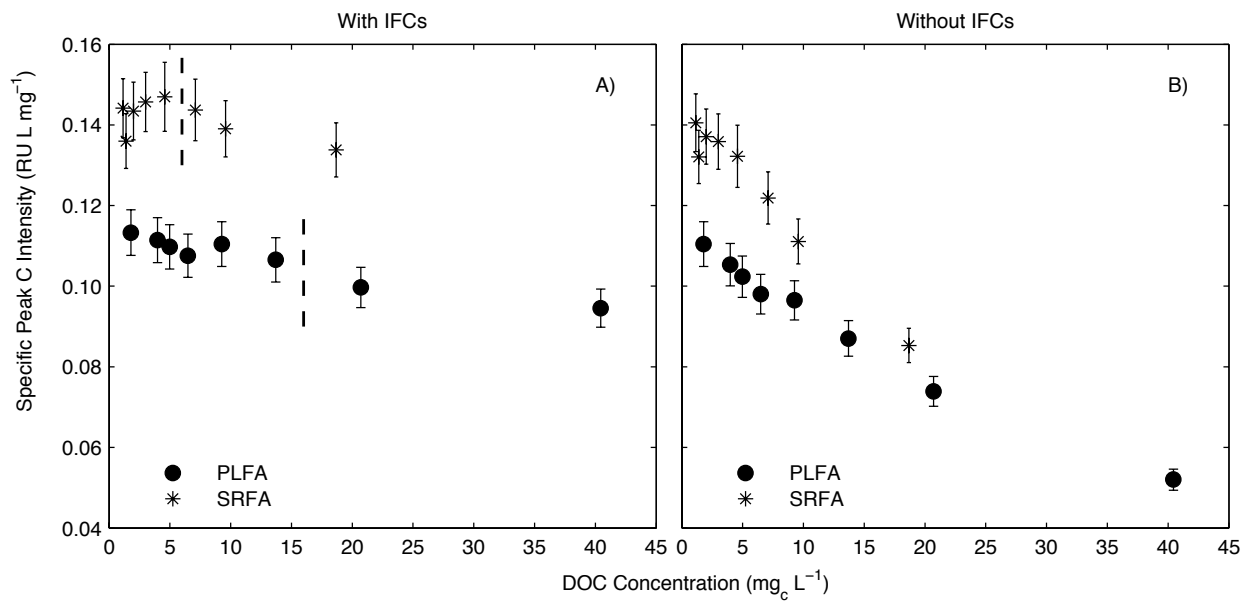 With IFCs
Without IFCs
Specific Peak C Intensity (RU L mg⁻¹)
0.16
0.14
0.12
0.10
0.08
0.06
0.04
A)
B)
PLFA
SRFA
PLFA
SRFA
0 5 10 15 20 25 30 35 40 45
0 5 10 15 20 25 30 35 40 45
DOC Concentration (mg_c L⁻¹)